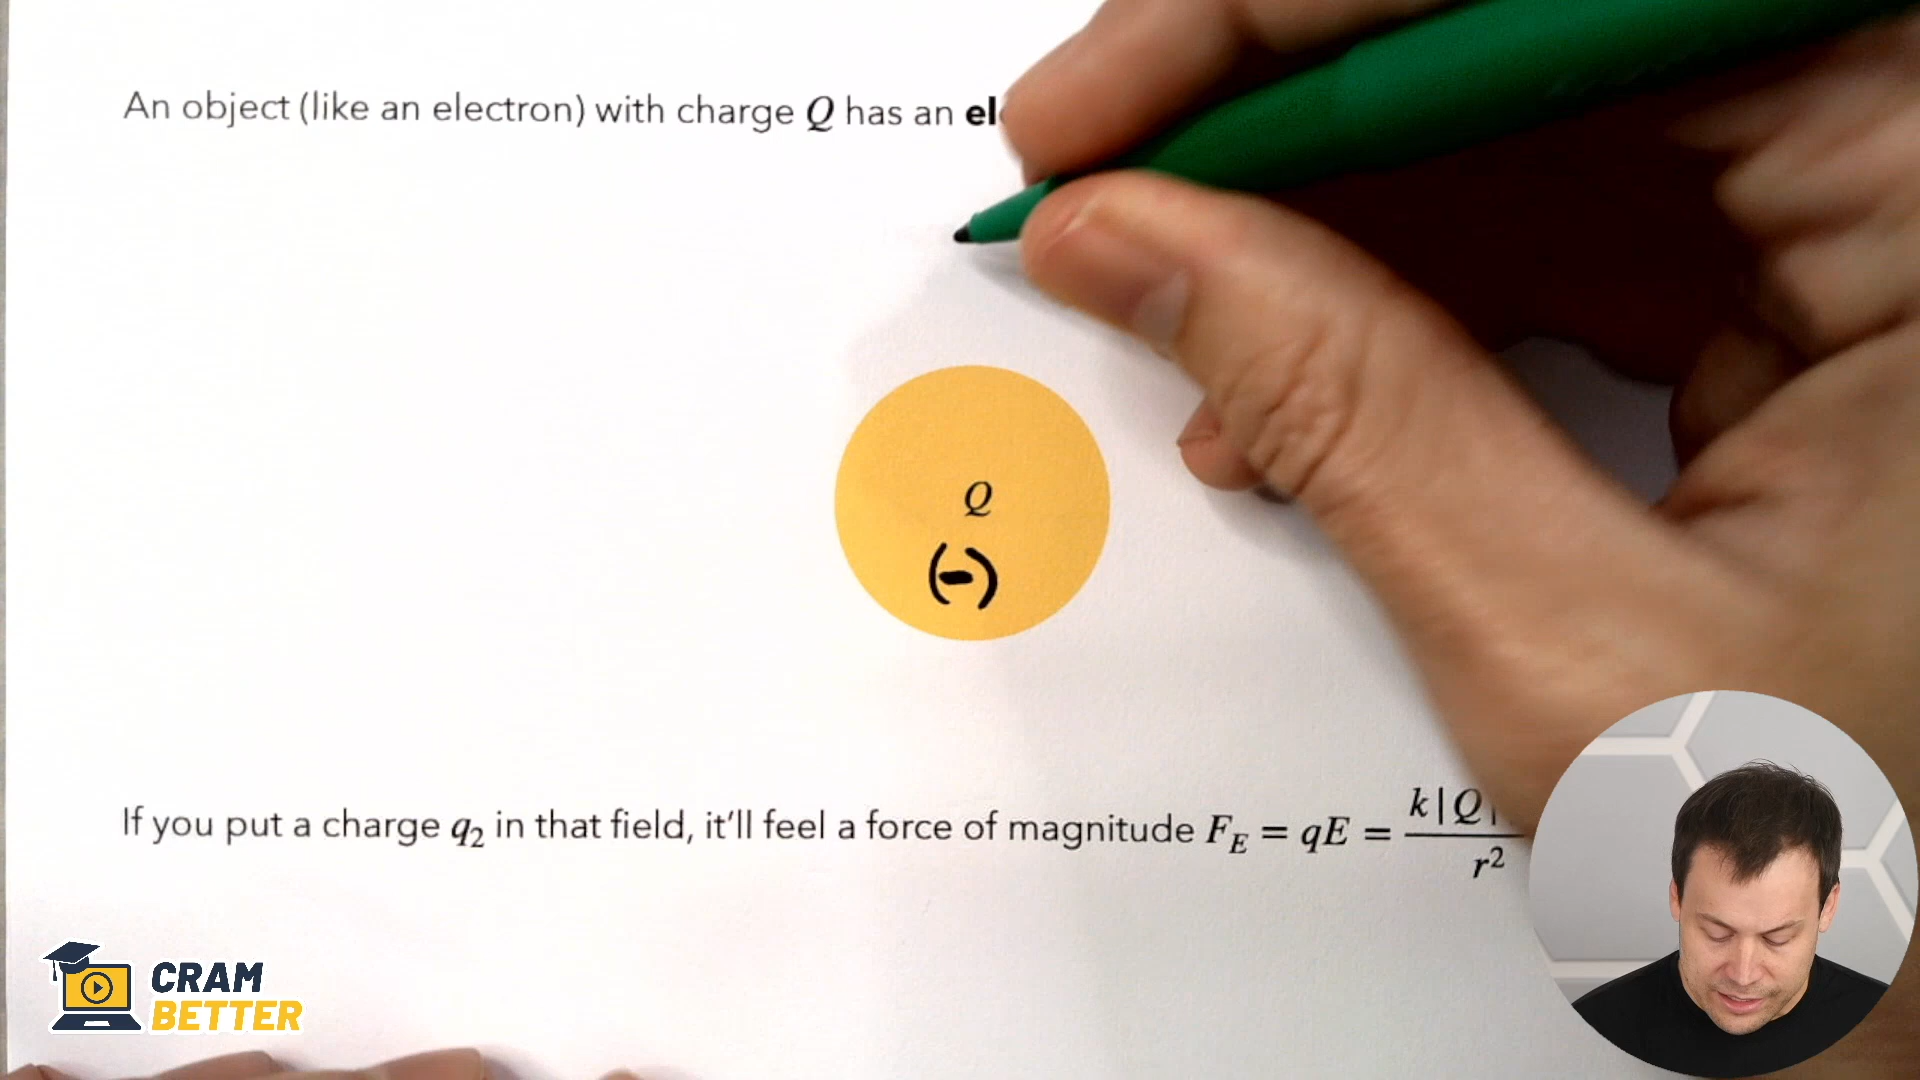 An object (like an electron) with charge Q has an el
Q
(-)
If you put a charge q₂ in that field, it'll feel a force of magnitude F_E = qE = k|Q| / r²
CRAM
BETTER